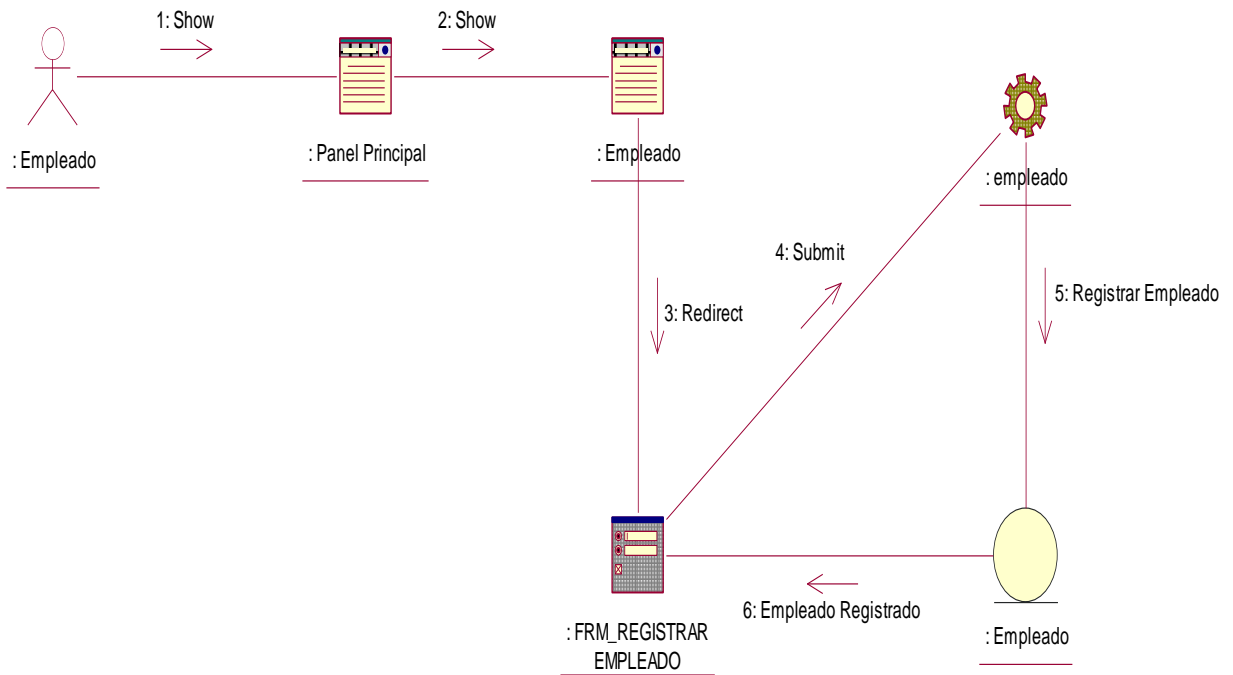 1: Show
2: Show
: Empleado
: Panel Principal
: Empleado
: empleado
4: Submit
3: Redirect
5: Registrar Empleado
6: Empleado Registrado
: FRM_REGISTRAR
EMPLEADO
: Empleado